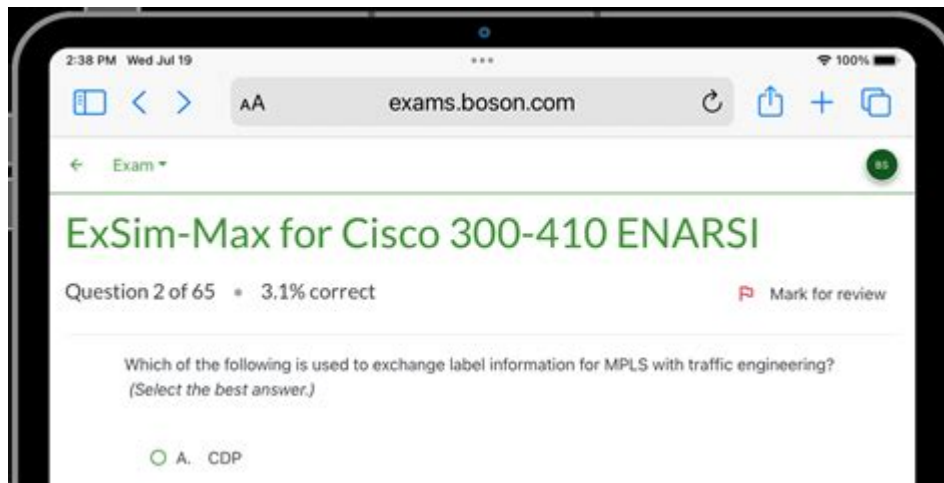 2:38 PM Wed Jul 19
100%
AA
exams.boson.com
Exam
BS
ExSim-Max for Cisco 300-410 ENARSI
Question 2 of 65 • 3.1% correct
Mark for review
Which of the following is used to exchange label information for MPLS with traffic engineering?
(Select the best answer.)
A. CDP